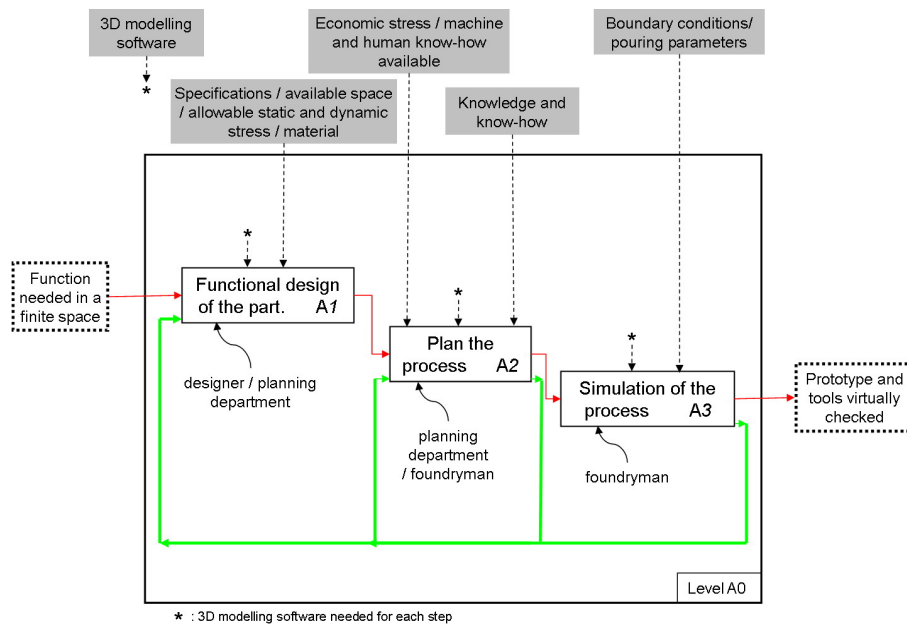 3D modelling
software
*
Economic stress / machine
and human know-how
available
Boundary conditions/
pouring parameters
Specifications / available space
/ allowable static and dynamic
stress / material
Knowledge and
know-how
*
Function
needed in a
finite space
Functional design
of the part. A1
designer / planning
department
*
Plan the
process A2
planning
department
/ foundryman
*
Simulation of the
process A3
foundryman
Prototype and
tools virtually
checked
Level A0
* : 3D modelling software needed for each step